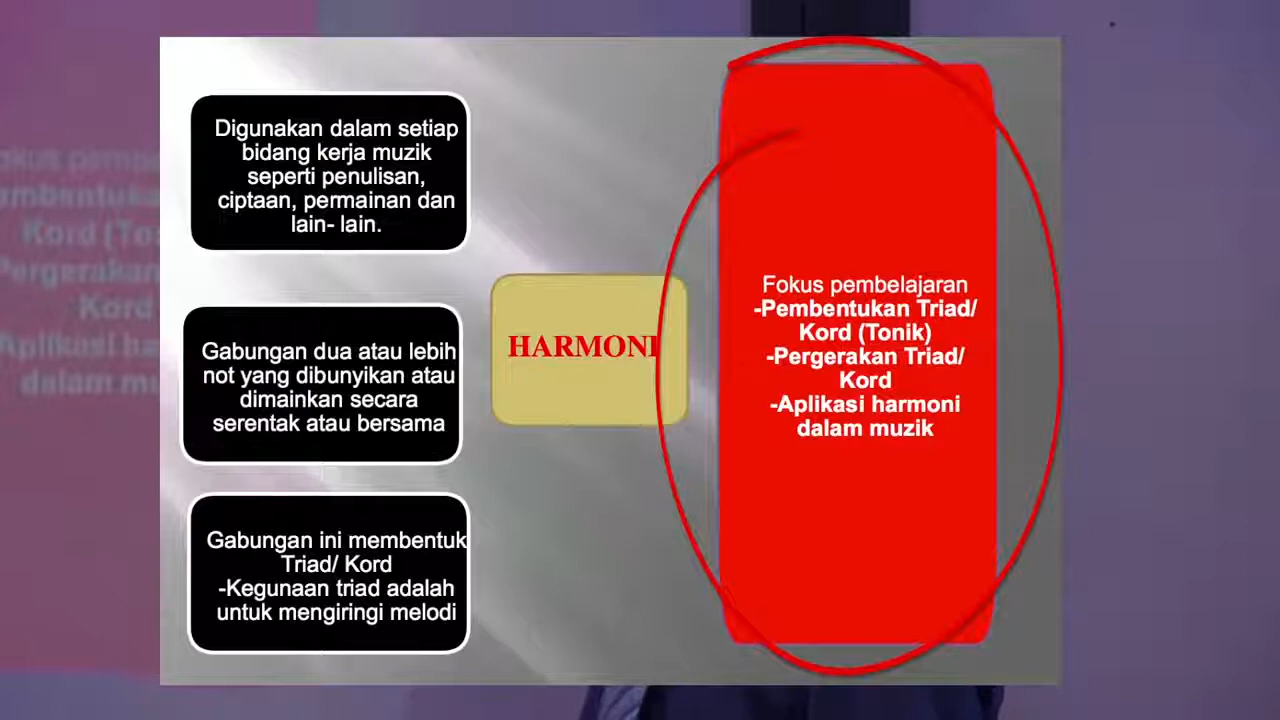 Digunakan dalam setiap
bidang kerja muzik
seperti penulisan,
ciptaan, permainan dan
lain- lain.
Gabungan dua atau lebih
not yang dibunyikan atau
dimainkan secara
serentak atau bersama
Gabungan ini membentuk
Triad/ Kord
-Kegunaan triad adalah
untuk mengiringi melodi
HARMONI
Fokus pembelajaran
-Pembentukan Triad/
Kord (Tonik)
-Pergerakan Triad/
Kord
-Aplikasi harmoni
dalam muzik